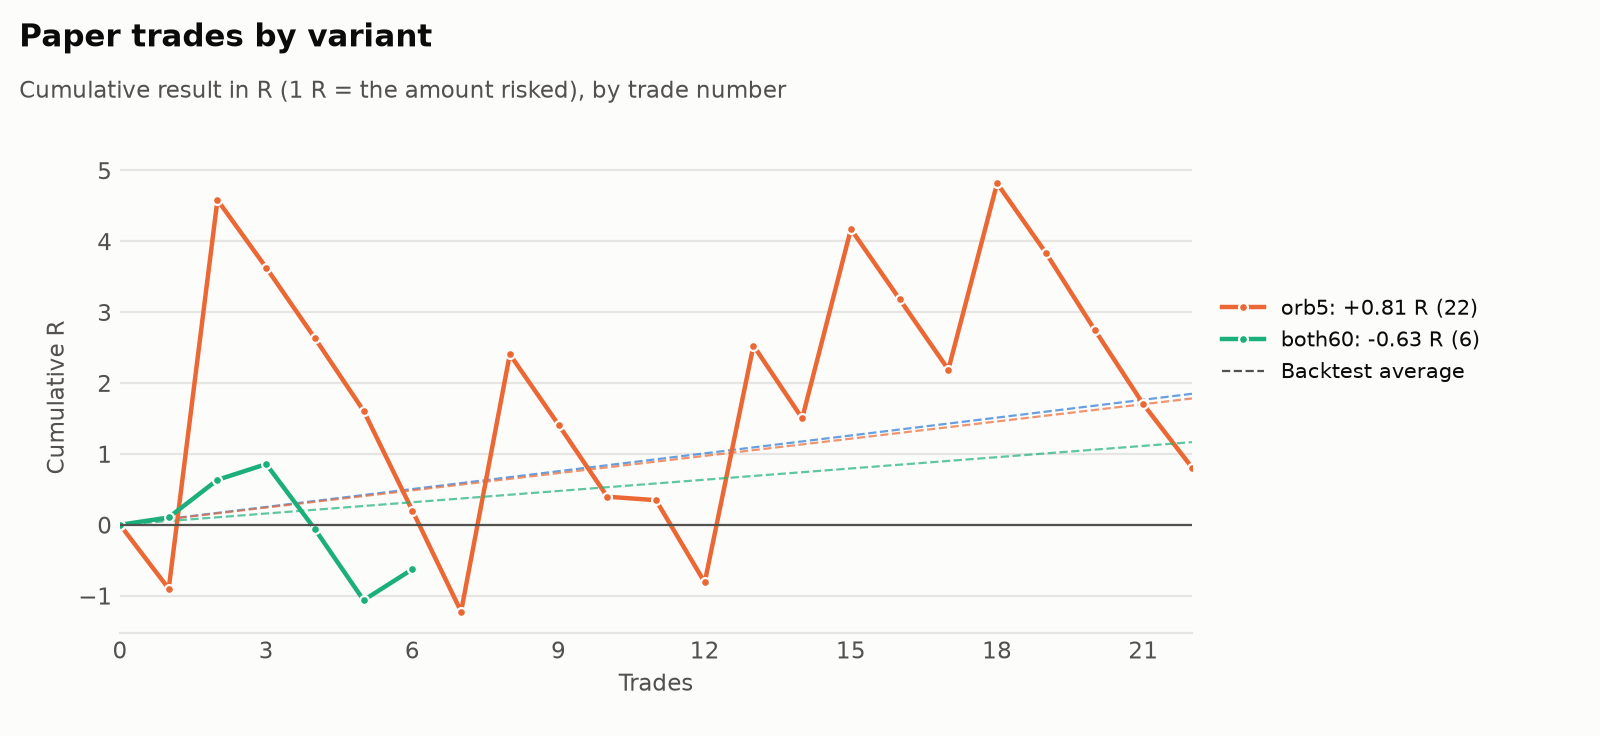 Paper trades by variant
Cumulative result in R (1 R = the amount risked), by trade number
5
4
3
2
1
0
−1
Cumulative R
0 3 6 9 12 15 18 21
Trades
orb5: +0.81 R (22)
both60: -0.63 R (6)
Backtest average